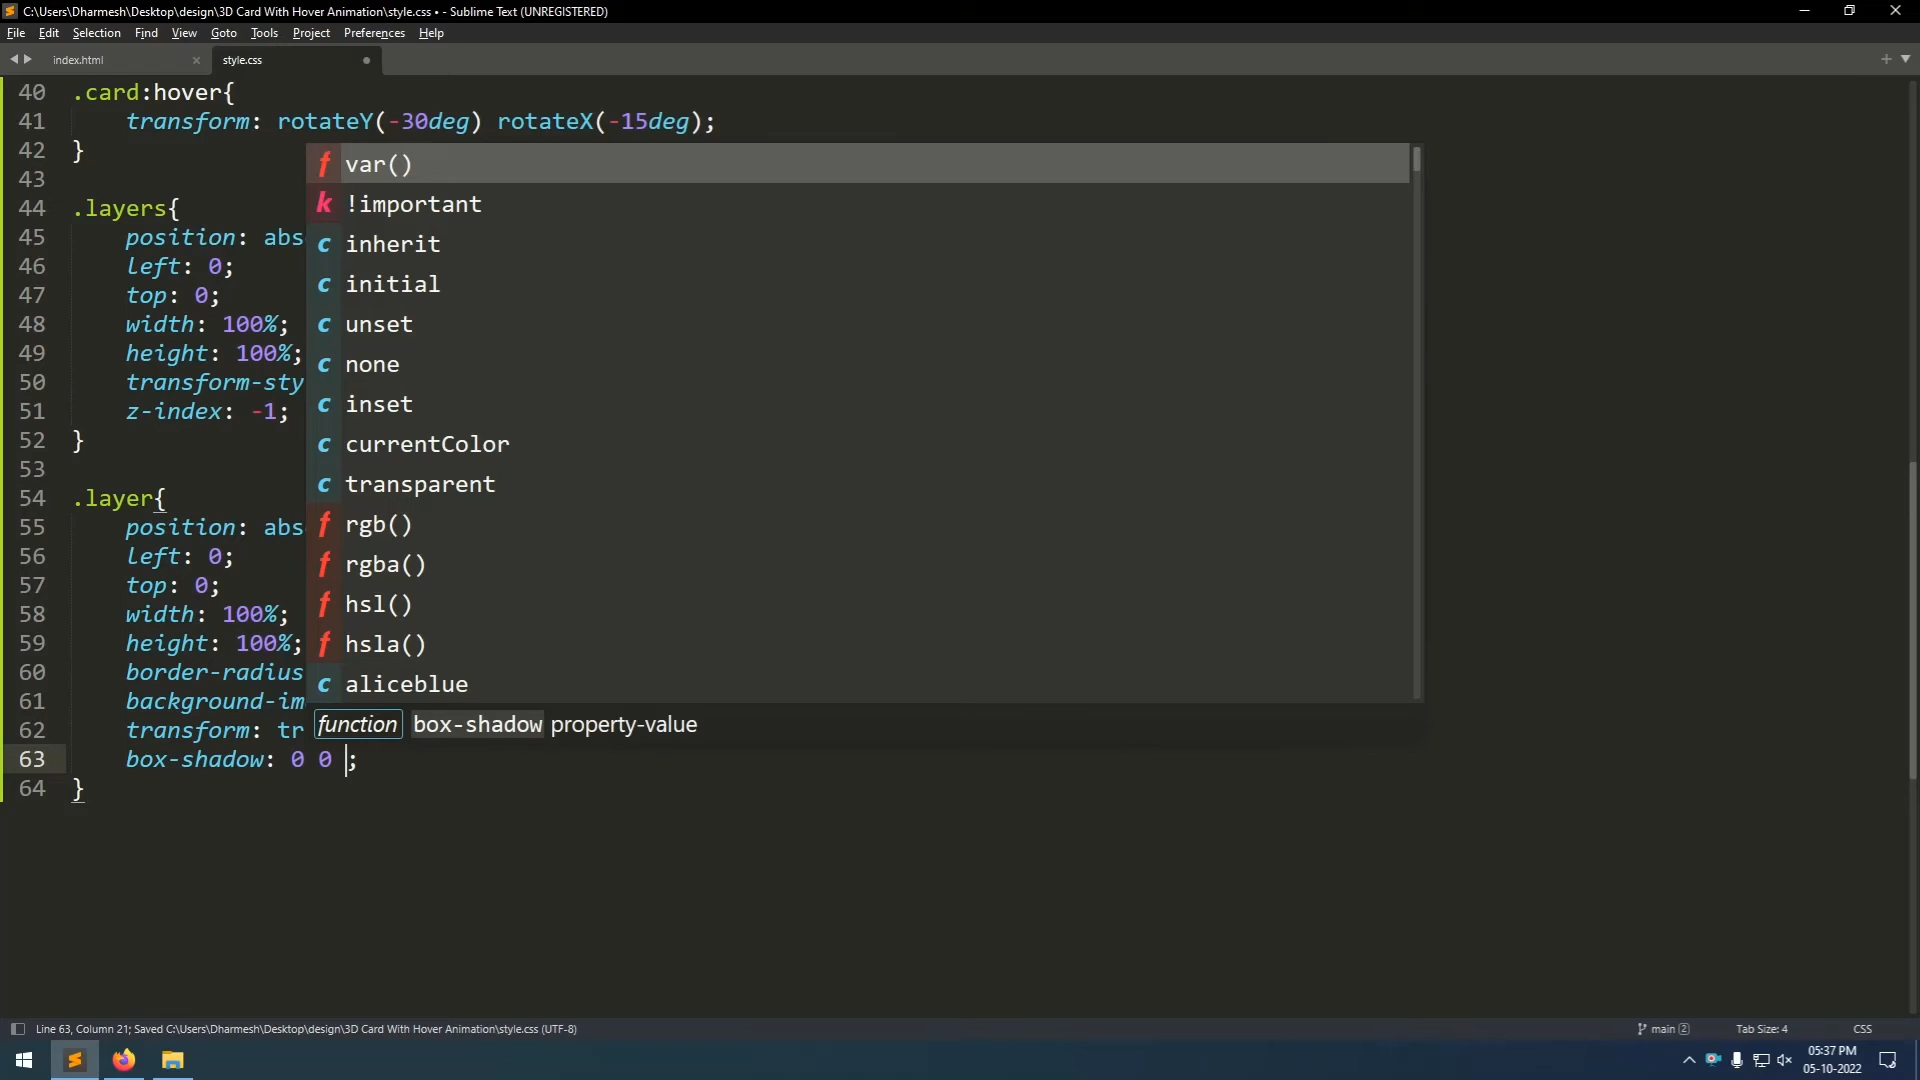 C:\Users\Dharmesh\Desktop\design\3D Card With Hover Animation\style.css • - Sublime Text (UNREGISTERED)
File Edit Selection Find View Goto Tools Project Preferences Help
index.html style.css
40 .card:hover{
41 transform: rotateY(-30deg) rotateX(-15deg);
42 }
43
44 .layers{
45 position: abs
46 left: 0;
47 top: 0;
48 width: 100%;
49 height: 100%;
50 transform-sty
51 z-index: -1;
52 }
53
54 .layer{
55 position: abs
56 left: 0;
57 top: 0;
58 width: 100%;
59 height: 100%;
60 border-radius
61 background-im
62 transform: tr
63 box-shadow: 0 0 ;
64 }
f var()
k !important
c inherit
c initial
c unset
c none
c inset
c currentColor
c transparent
f rgb()
f rgba()
f hsl()
f hsla()
c aliceblue
function box-shadow property-value
Line 63, Column 21; Saved C:\Users\Dharmesh\Desktop\design\3D Card With Hover Animation\style.css (UTF-8) main 2 Tab Size: 4 CSS
05:37 PM
05-10-2022